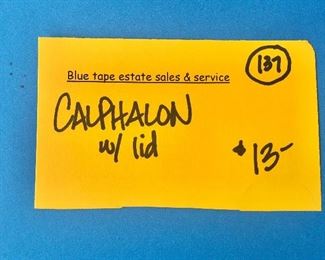 137
Blue tape estate sales & service
CALPHALON
w/ lid
$13-